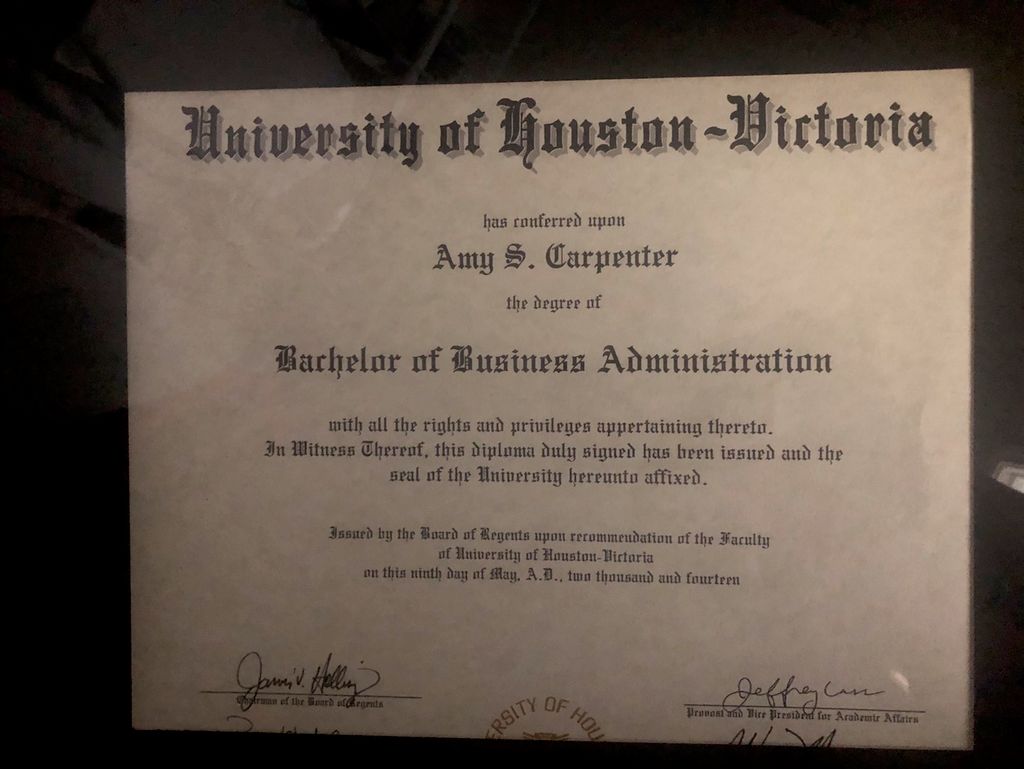 University of Houston-Victoria
has conferred upon
Amy S. Carpenter
the degree of
Bachelor of Business Administration
with all the rights and privileges appertaining thereto.
In Witness Thereof, this diploma duly signed has been issued and the
seal of the University hereunto affixed.
Issued by the Board of Regents upon recommendation of the Faculty
of University of Houston-Victoria
on this ninth day of May, A.D., two thousand and fourteen
Chairman of the Board of Regents
Provost and Vice President for Academic Affairs
ERSITY OF HOU